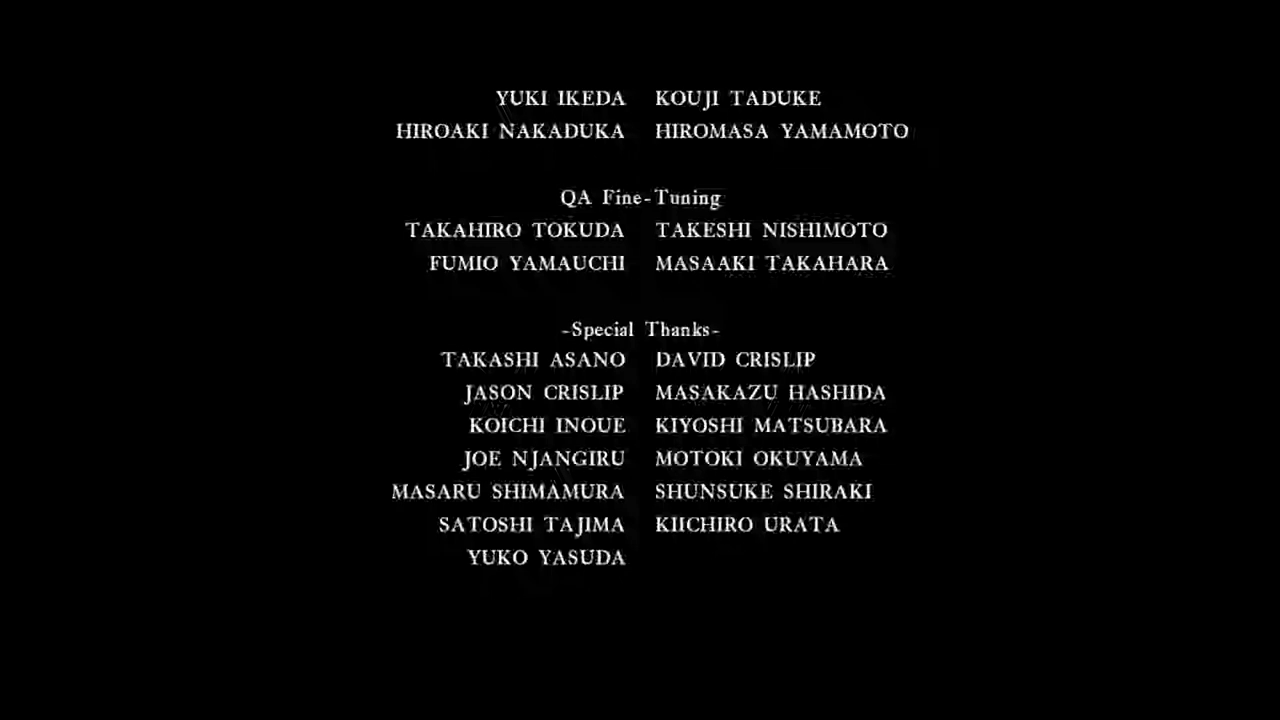 YUKI IKEDA KOUJI TADUKE
HIROAKI NAKADUKA HIROMASA YAMAMOTO
QA Fine-Tuning
TAKAHIRO TOKUDA TAKESHI NISHIMOTO
FUMIO YAMAUCHI MASAAKI TAKAHARA
-Special Thanks-
TAKASHI ASANO DAVID CRISLIP
JASON CRISLIP MASAKAZU HASHIDA
KOICHI INOUE KIYOSHI MATSUBARA
JOE NJANGIRU MOTOKI OKUYAMA
MASARU SHIMAMURA SHUNSUKE SHIRAKI
SATOSHI TAJIMA KIICHIRO URATA
YUKO YASUDA